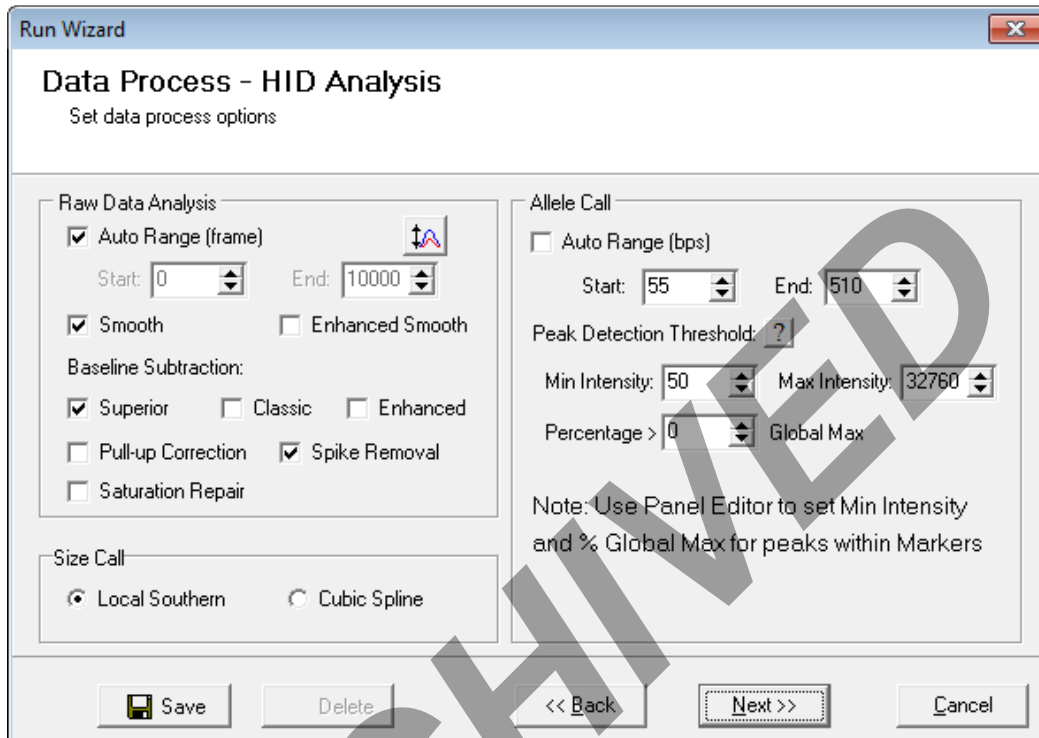 Run Wizard
Data Process - HID Analysis
Set data process options
Raw Data Analysis
Auto Range (frame)
Start: 0 End: 10000
Smooth Enhanced Smooth
Baseline Subtraction:
Superior Classic Enhanced
Pull-up Correction Spike Removal
Saturation Repair
Size Call
Local Southern Cubic Spline
Allele Call
Auto Range (bps)
Start: 55 End: 510
Peak Detection Threshold: ?
Min Intensity: 50 Max Intensity: 32760
Percentage > 0 Global Max
Note: Use Panel Editor to set Min Intensity
and % Global Max for peaks within Markers
Save Delete << Back Next >> Cancel
CHIVED